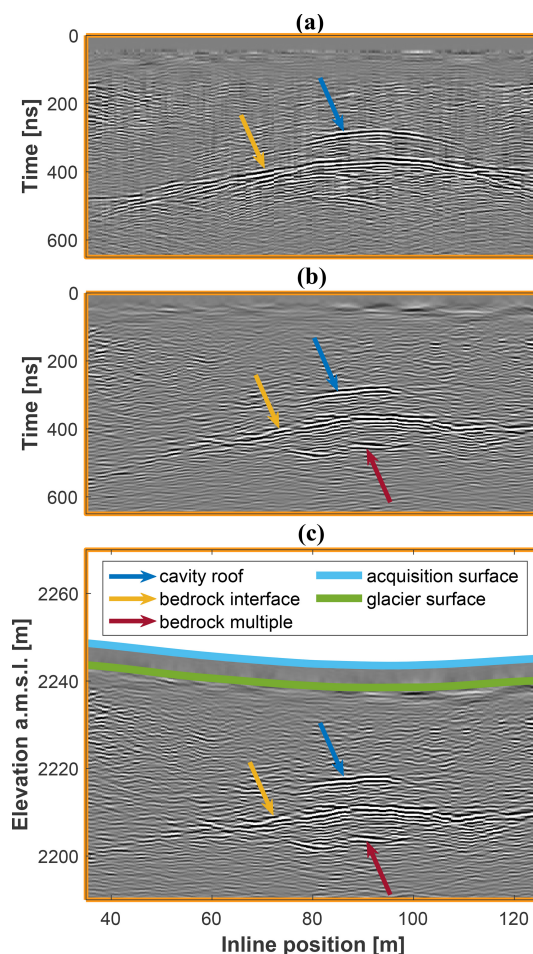 (a)
0
200
400
600
Time [ns]
(b)
0
200
400
600
Time [ns]
(c)
cavity roof
acquisition surface
bedrock interface
glacier surface
bedrock multiple
2260
2240
2220
2200
Elevation a.m.s.l. [m]
40 60 80 100 120
Inline position [m]